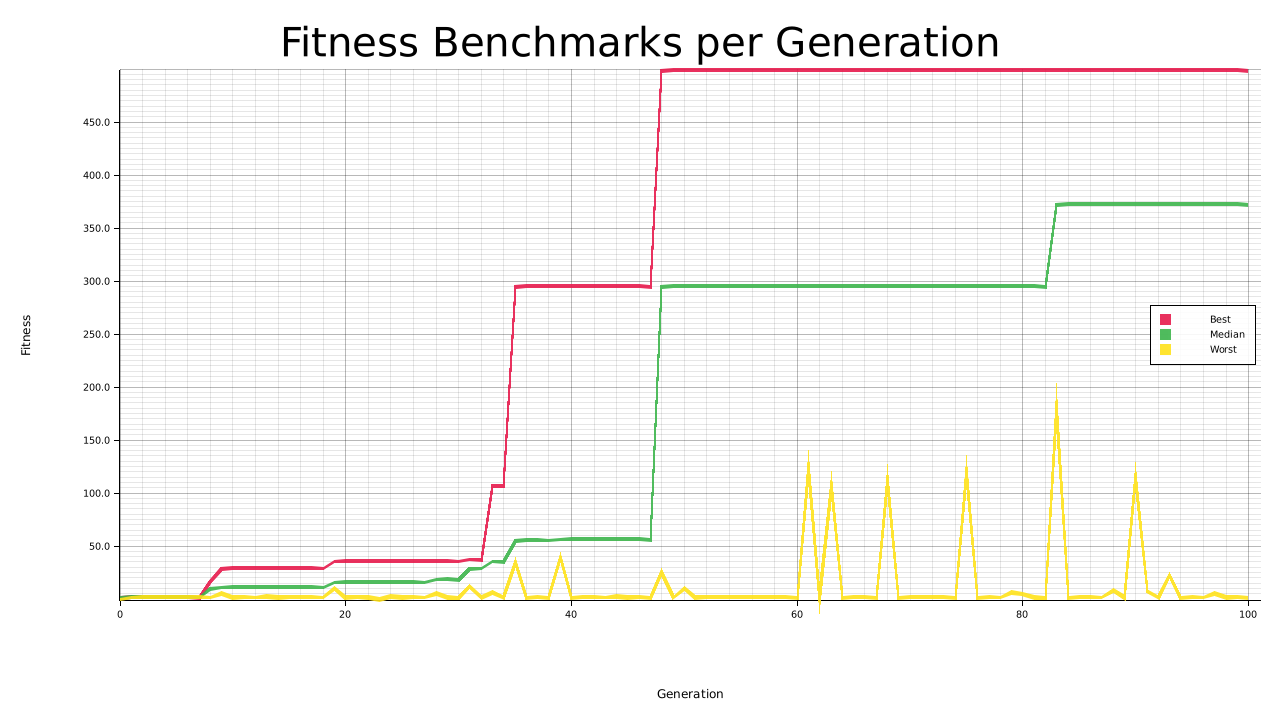 Fitness Benchmarks per Generation
450.0
400.0
350.0
300.0
250.0
200.0
150.0
100.0
50.0
Fitness
Best
Median
Worst
0 20 40 60 80 100
Generation